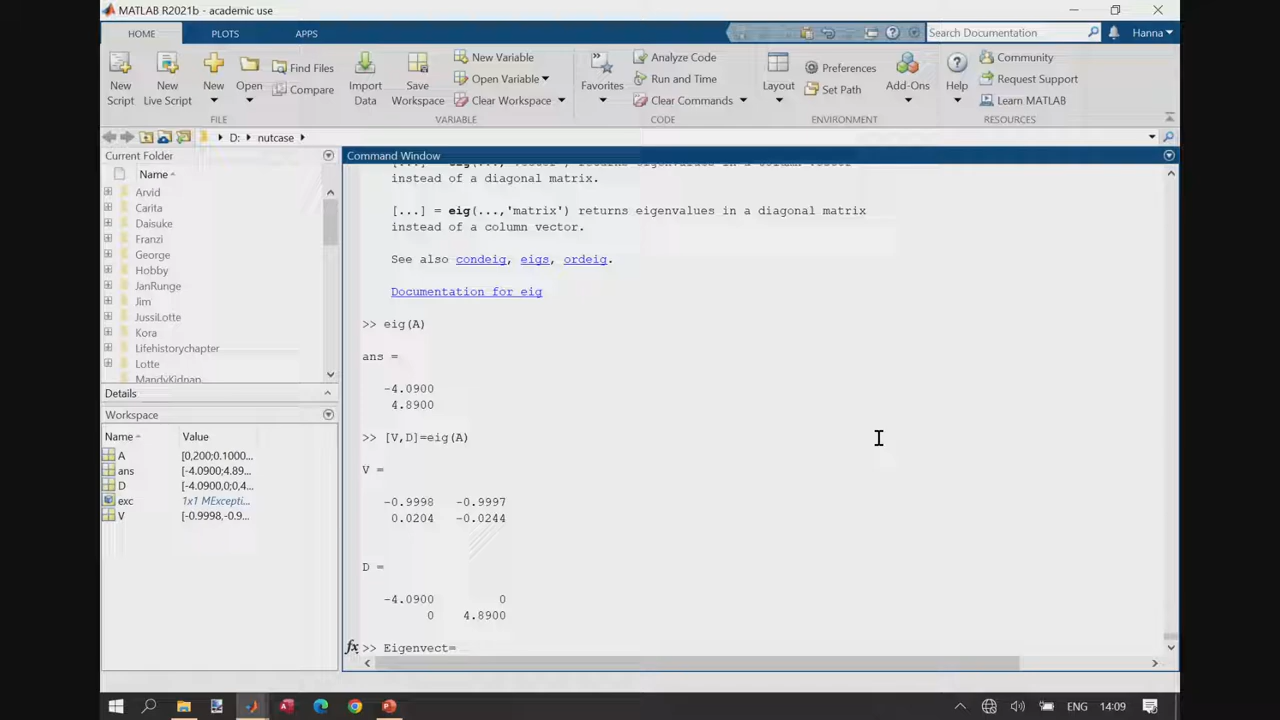 MATLAB R2021b - academic use
HOME PLOTS APPS
Search Documentation
Hanna
New Script
New Live Script
New
Open
Find Files
Compare
FILE
Import Data
Save Workspace
New Variable
Open Variable
Clear Workspace
VARIABLE
Favorites
Analyze Code
Run and Time
Clear Commands
CODE
Layout
Preferences
Set Path
ENVIRONMENT
Add-Ons
Help
Community
Request Support
Learn MATLAB
RESOURCES
D: nutcase
Current Folder
Name
Arvid
Carita
Daisuke
Franzi
George
Hobby
JanRunge
Jim
JussiLotte
Kora
Lifehistorychapter
Lotte
MandyKidnap
Details
Workspace
Name Value
A [0,200;0.1000...
ans [-4.0900;4.89...
D [-4.0900,0;0,4...
exc 1x1 MExcepti...
V [-0.9998,-0.9...
Command Window
returns eigenvalues in a column vector
instead of a diagonal matrix.
[...] = eig(...,'matrix') returns eigenvalues in a diagonal matrix
instead of a column vector.
See also condeig, eigs, ordeig.
Documentation for eig
>> eig(A)
ans =
-4.0900
4.8900
>> [V,D]=eig(A)
V =
-0.9998 -0.9997
0.0204 -0.0244
D =
-4.0900 0
0 4.8900
fx >> Eigenvect=
ENG 14:09